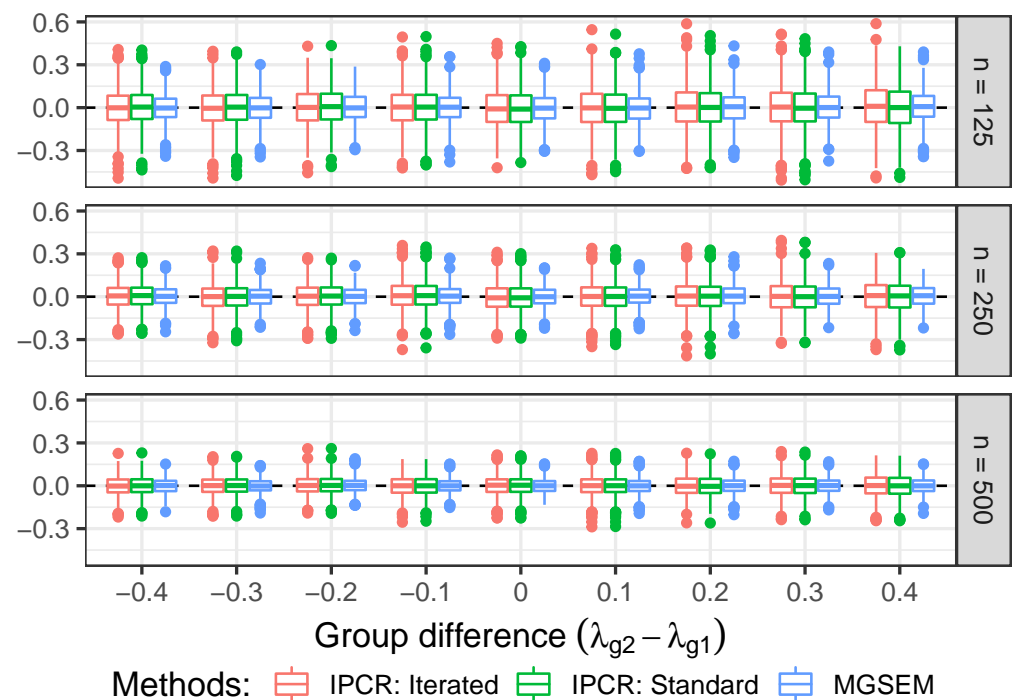 0.6
0.3
0.0
−0.3
n = 125
0.6
0.3
0.0
−0.3
n = 250
0.6
0.3
0.0
−0.3
n = 500
−0.4 −0.3 −0.2 −0.1 0 0.1 0.2 0.3 0.4
Group difference (λg2 − λg1)
Methods: IPCR: Iterated IPCR: Standard MGSEM